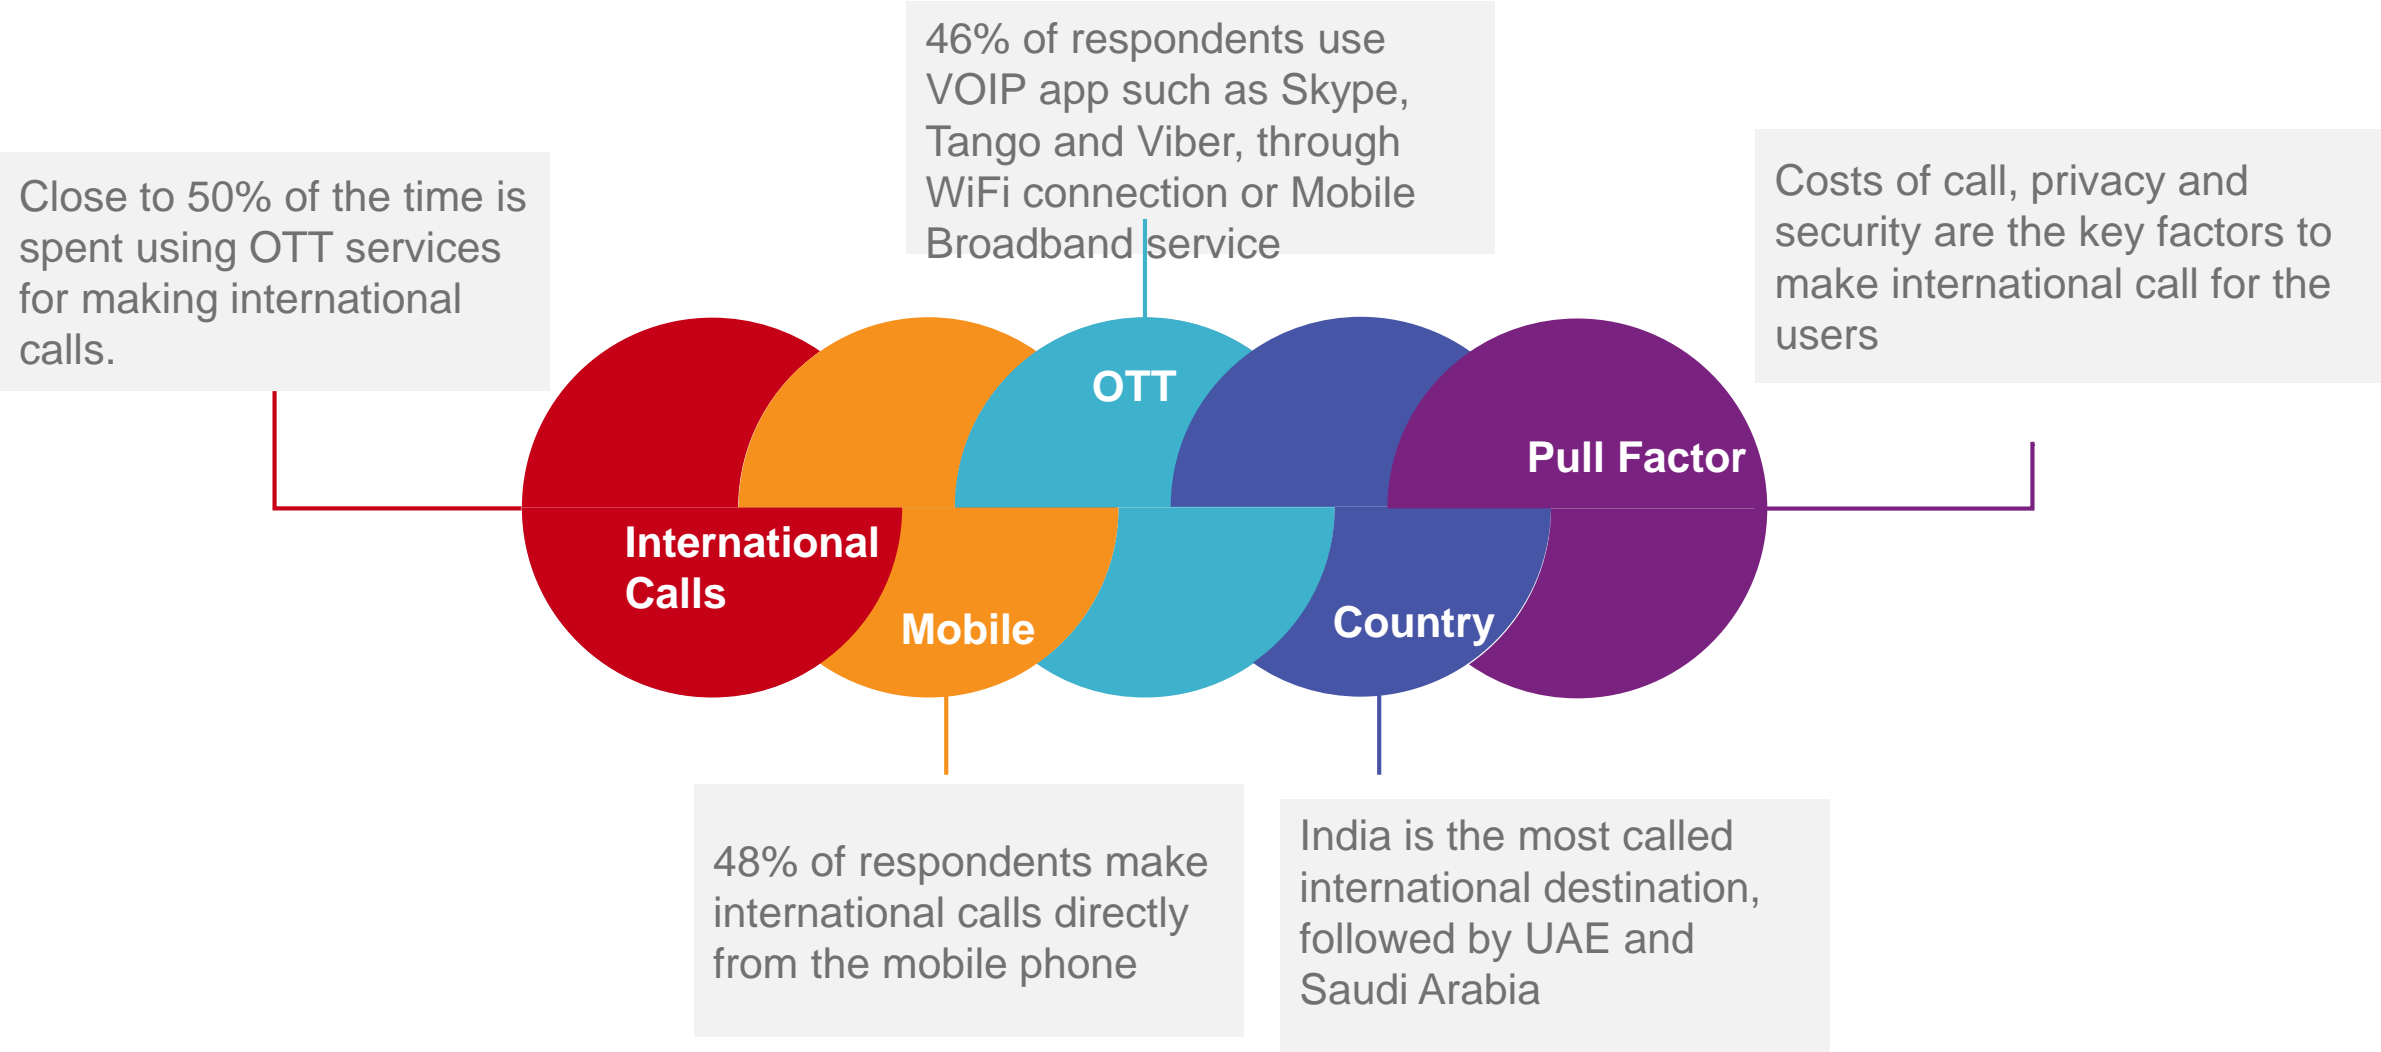 46% of respondents use
VOIP app such as Skype,
Tango and Viber, through
WiFi connection or Mobile
Broadband service
Close to 50% of the time is
spent using OTT services
for making international
calls.
Costs of call, privacy and
security are the key factors to
make international call for the
users
OTT
Pull Factor
International
Calls
Mobile
Country
48% of respondents make
international calls directly
from the mobile phone
India is the most called
international destination,
followed by UAE and
Saudi Arabia